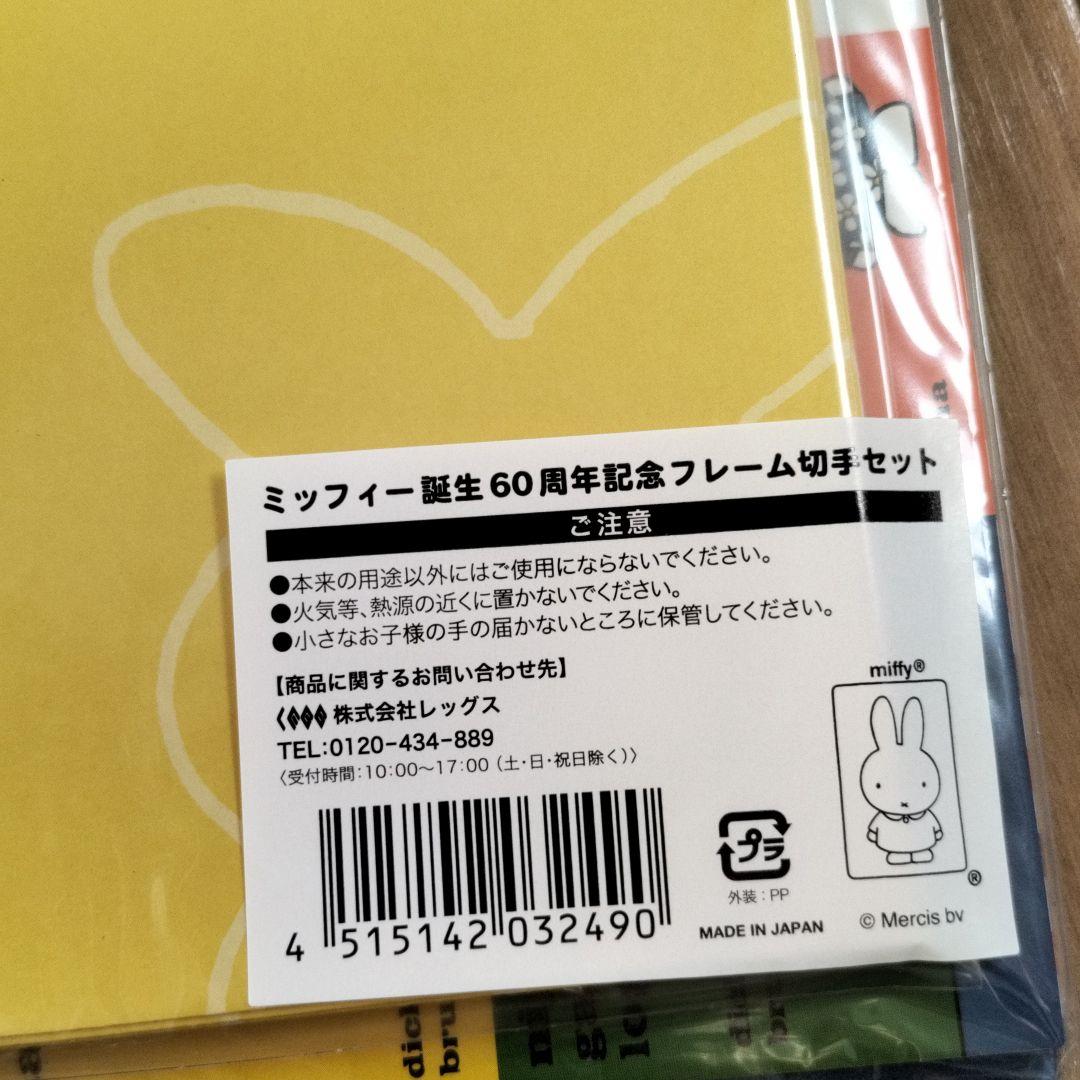 ミッフィー誕生60周年記念フレーム切手セット
ご注意
●本来の用途以外にはご使用にならないでください。
●火気等、熱源の近くに置かないでください。
●小さなお子様の手の届かないところに保管してください。
【商品に関するお問い合わせ先】
株式会社レッグス
TEL:0120-434-889
〈受付時間:10:00〜17:00（土・日・祝日除く）〉
4 515142 032490
プラ
外装:PP
MADE IN JAPAN
miffy®
®
© Mercis bv